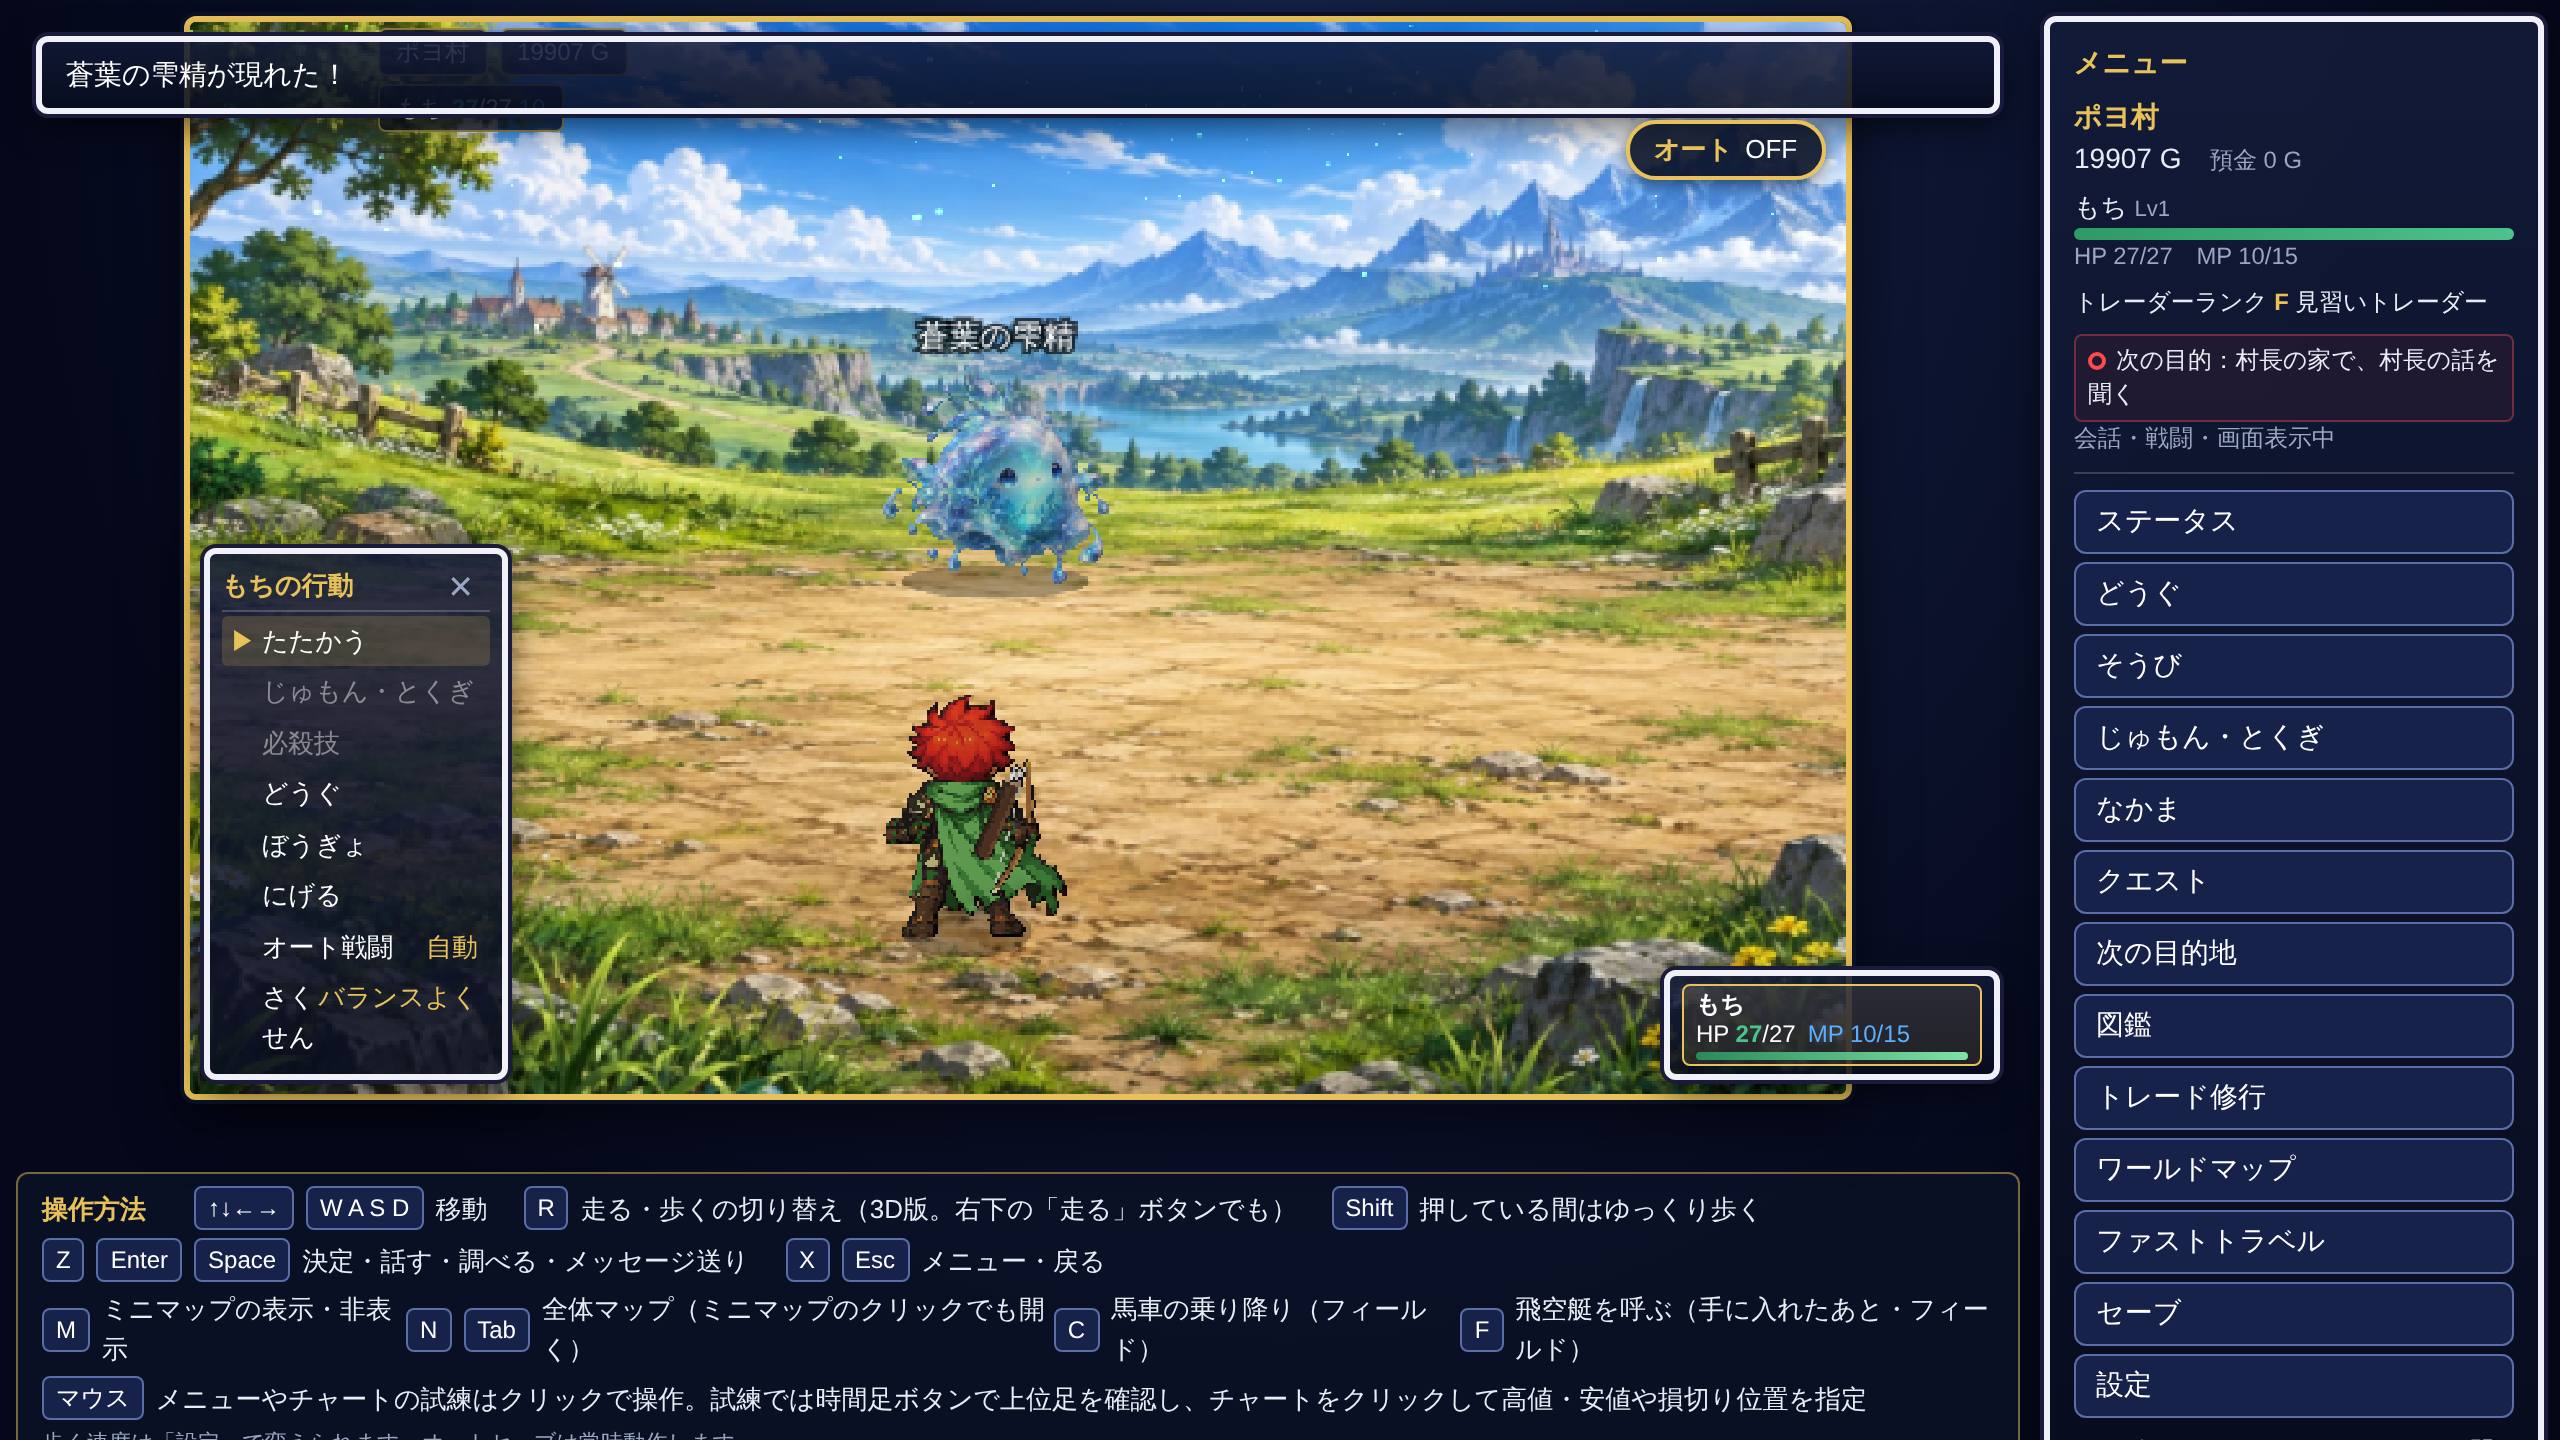 ポヨ村 19907 G
蒼葉の雫精が現れた！
もち 27/27 10
オート OFF
蒼葉の雫精
もちの行動 ✕
▶ たたかう
じゅもん・とくぎ
必殺技
どうぐ
ぼうぎょ
にげる
オート戦闘 自動
さく バランスよく
せん
もち
HP 27/27 MP 10/15
操作方法 ↑↓←→ W A S D 移動 R 走る・歩くの切り替え（3D版。右下の「走る」ボタンでも） Shift 押している間はゆっくり歩く
Z Enter Space 決定・話す・調べる・メッセージ送り X Esc メニュー・戻る
M ミニマップの表示・非表
示
N Tab 全体マップ（ミニマップのクリックでも開
く）
C 馬車の乗り降り（フィール
ド）
F 飛空艇を呼ぶ（手に入れたあと・フィー
ルド）
マウス メニューやチャートの試練はクリックで操作。試練では時間足ボタンで上位足を確認し、チャートをクリックして高値・安値や損切り位置を指定
メニュー
ポヨ村
19907 G 預金 0 G
もち Lv1
HP 27/27 MP 10/15
トレーダーランク F 見習いトレーダー
次の目的：村長の家で、村長の話を
聞く
会話・戦闘・画面表示中
ステータス
どうぐ
そうび
じゅもん・とくぎ
なかま
クエスト
次の目的地
図鑑
トレード修行
ワールドマップ
ファストトラベル
セーブ
設定